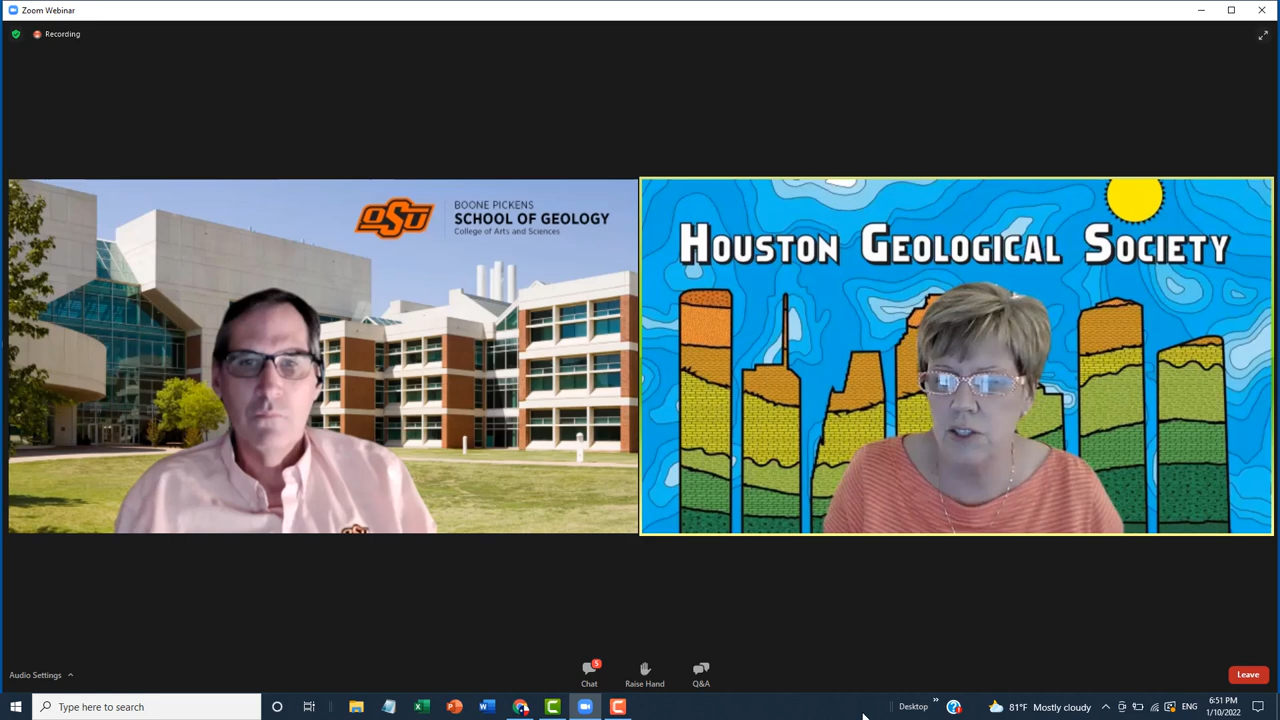 Zoom Webinar
Recording
OSU
BOONE PICKENS
SCHOOL OF GEOLOGY
College of Arts and Sciences
HOUSTON GEOLOGICAL SOCIETY
Audio Settings
5
Chat
Raise Hand
Q&A
Leave
Type here to search
Desktop
81°F Mostly cloudy
ENG
6:51 PM
1/10/2022